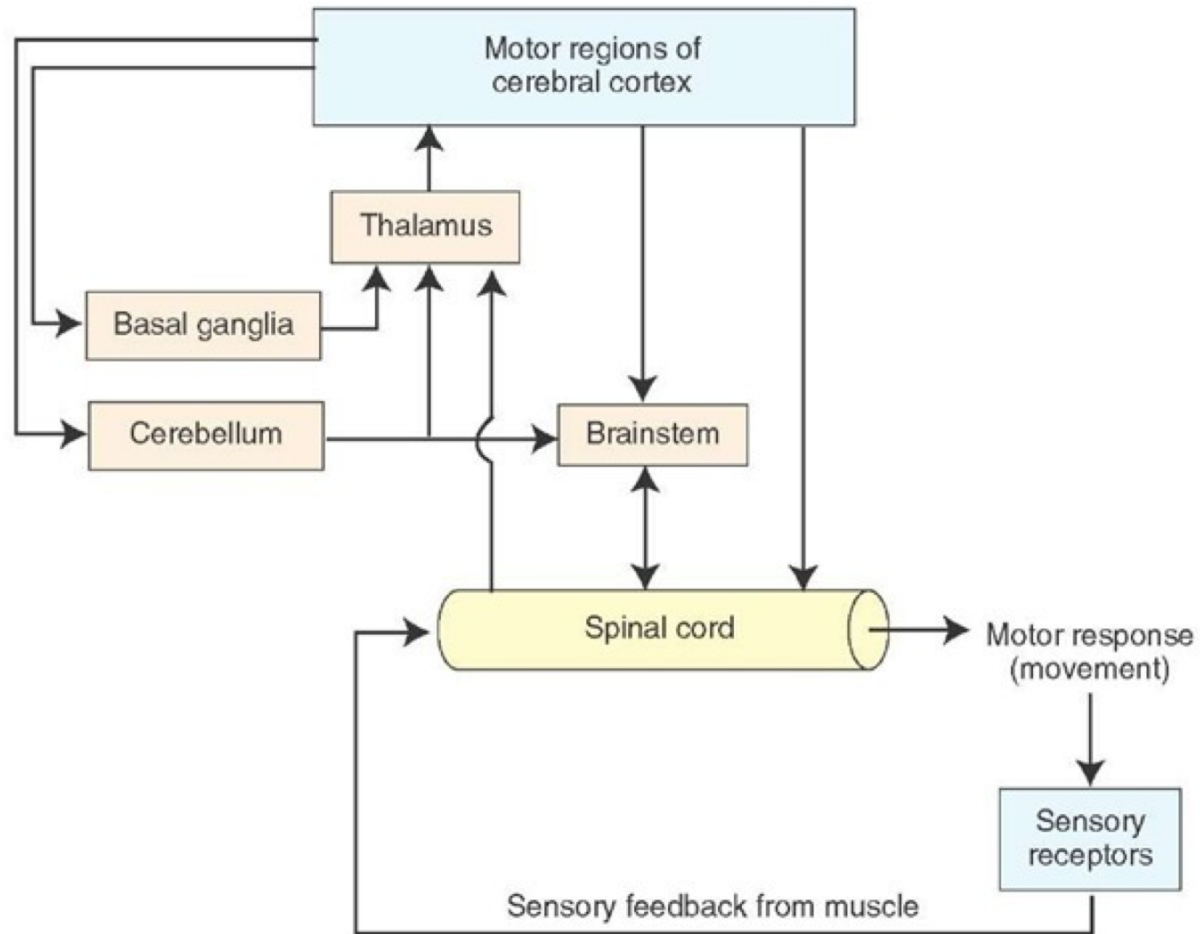 Motor regions of
cerebral cortex
Thalamus
Basal ganglia
Cerebellum
Brainstem
Spinal cord
Motor response
(movement)
Sensory
receptors
Sensory feedback from muscle